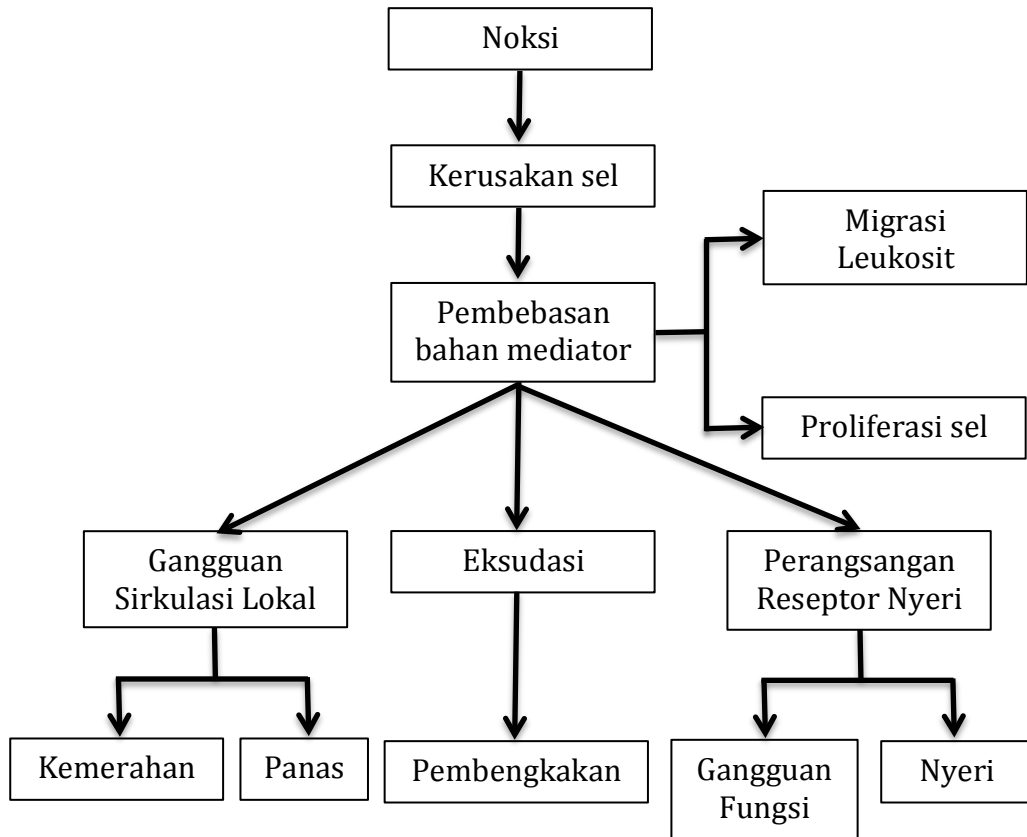 Noksi
Kerusakan sel
Migrasi
Leukosit
Pembebasan
bahan mediator
Proliferasi sel
Gangguan
Sirkulasi Lokal
Eksudasi
Perangsangan
Reseptor Nyeri
Kemerahan
Panas
Pembengkakan
Gangguan
Fungsi
Nyeri